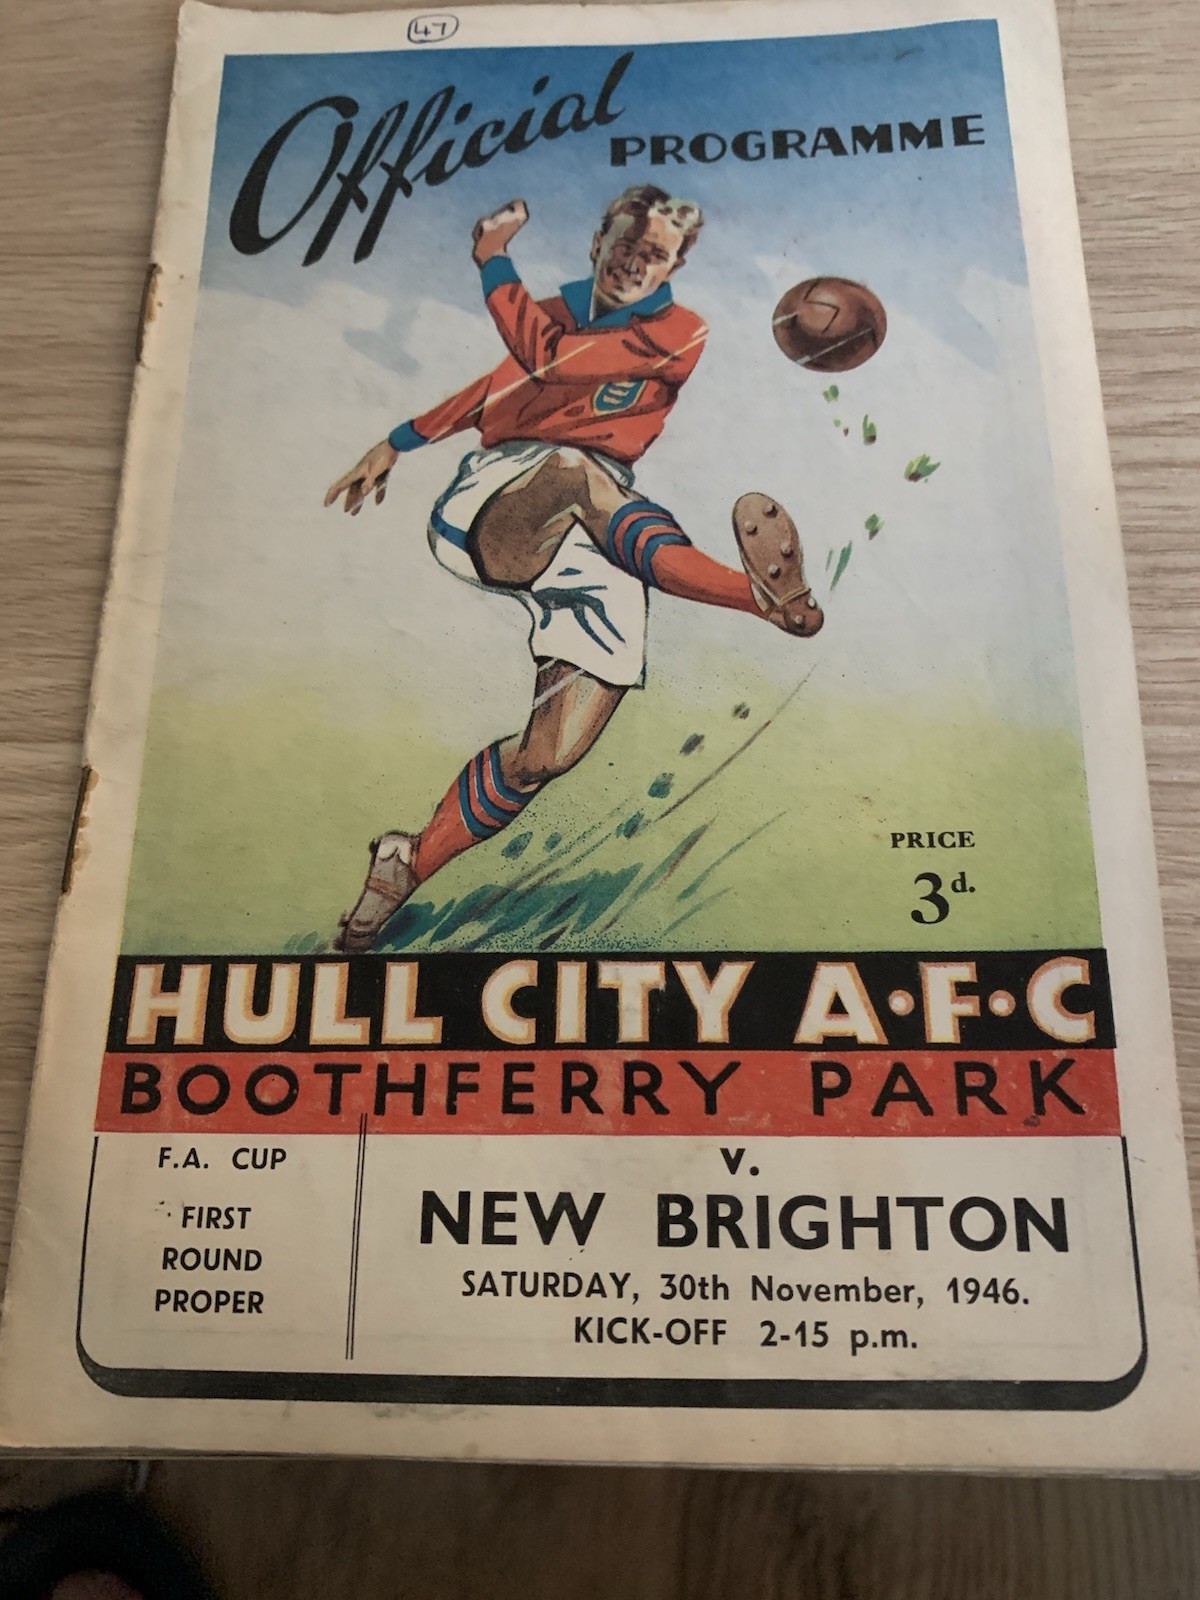 47
Official PROGRAMME
PRICE
3d.
HULL CITY A·F·C
BOOTHFERRY PARK
F.A. CUP
FIRST
ROUND
PROPER
V.
NEW BRIGHTON
SATURDAY, 30th November, 1946.
KICK-OFF 2-15 p.m.